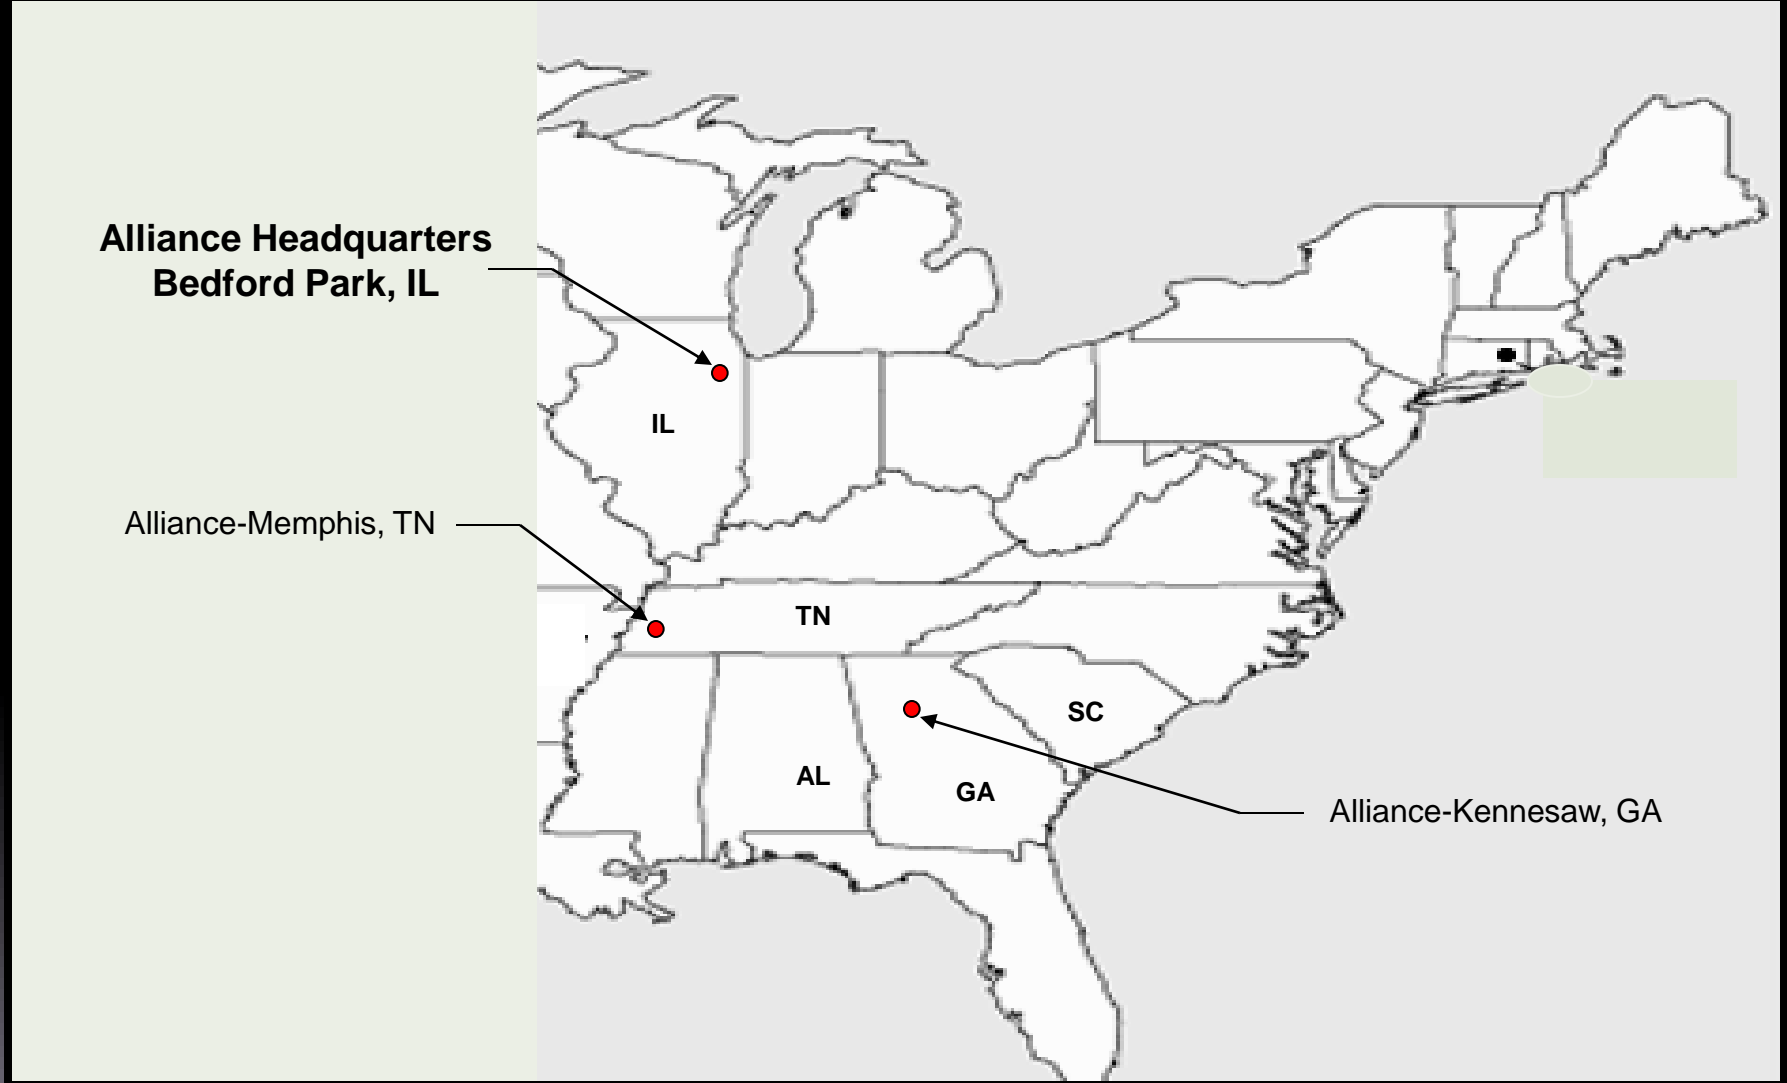 Alliance Headquarters
Bedford Park, IL
IL
Alliance-Memphis, TN
TN
SC
AL
GA
Alliance-Kennesaw, GA